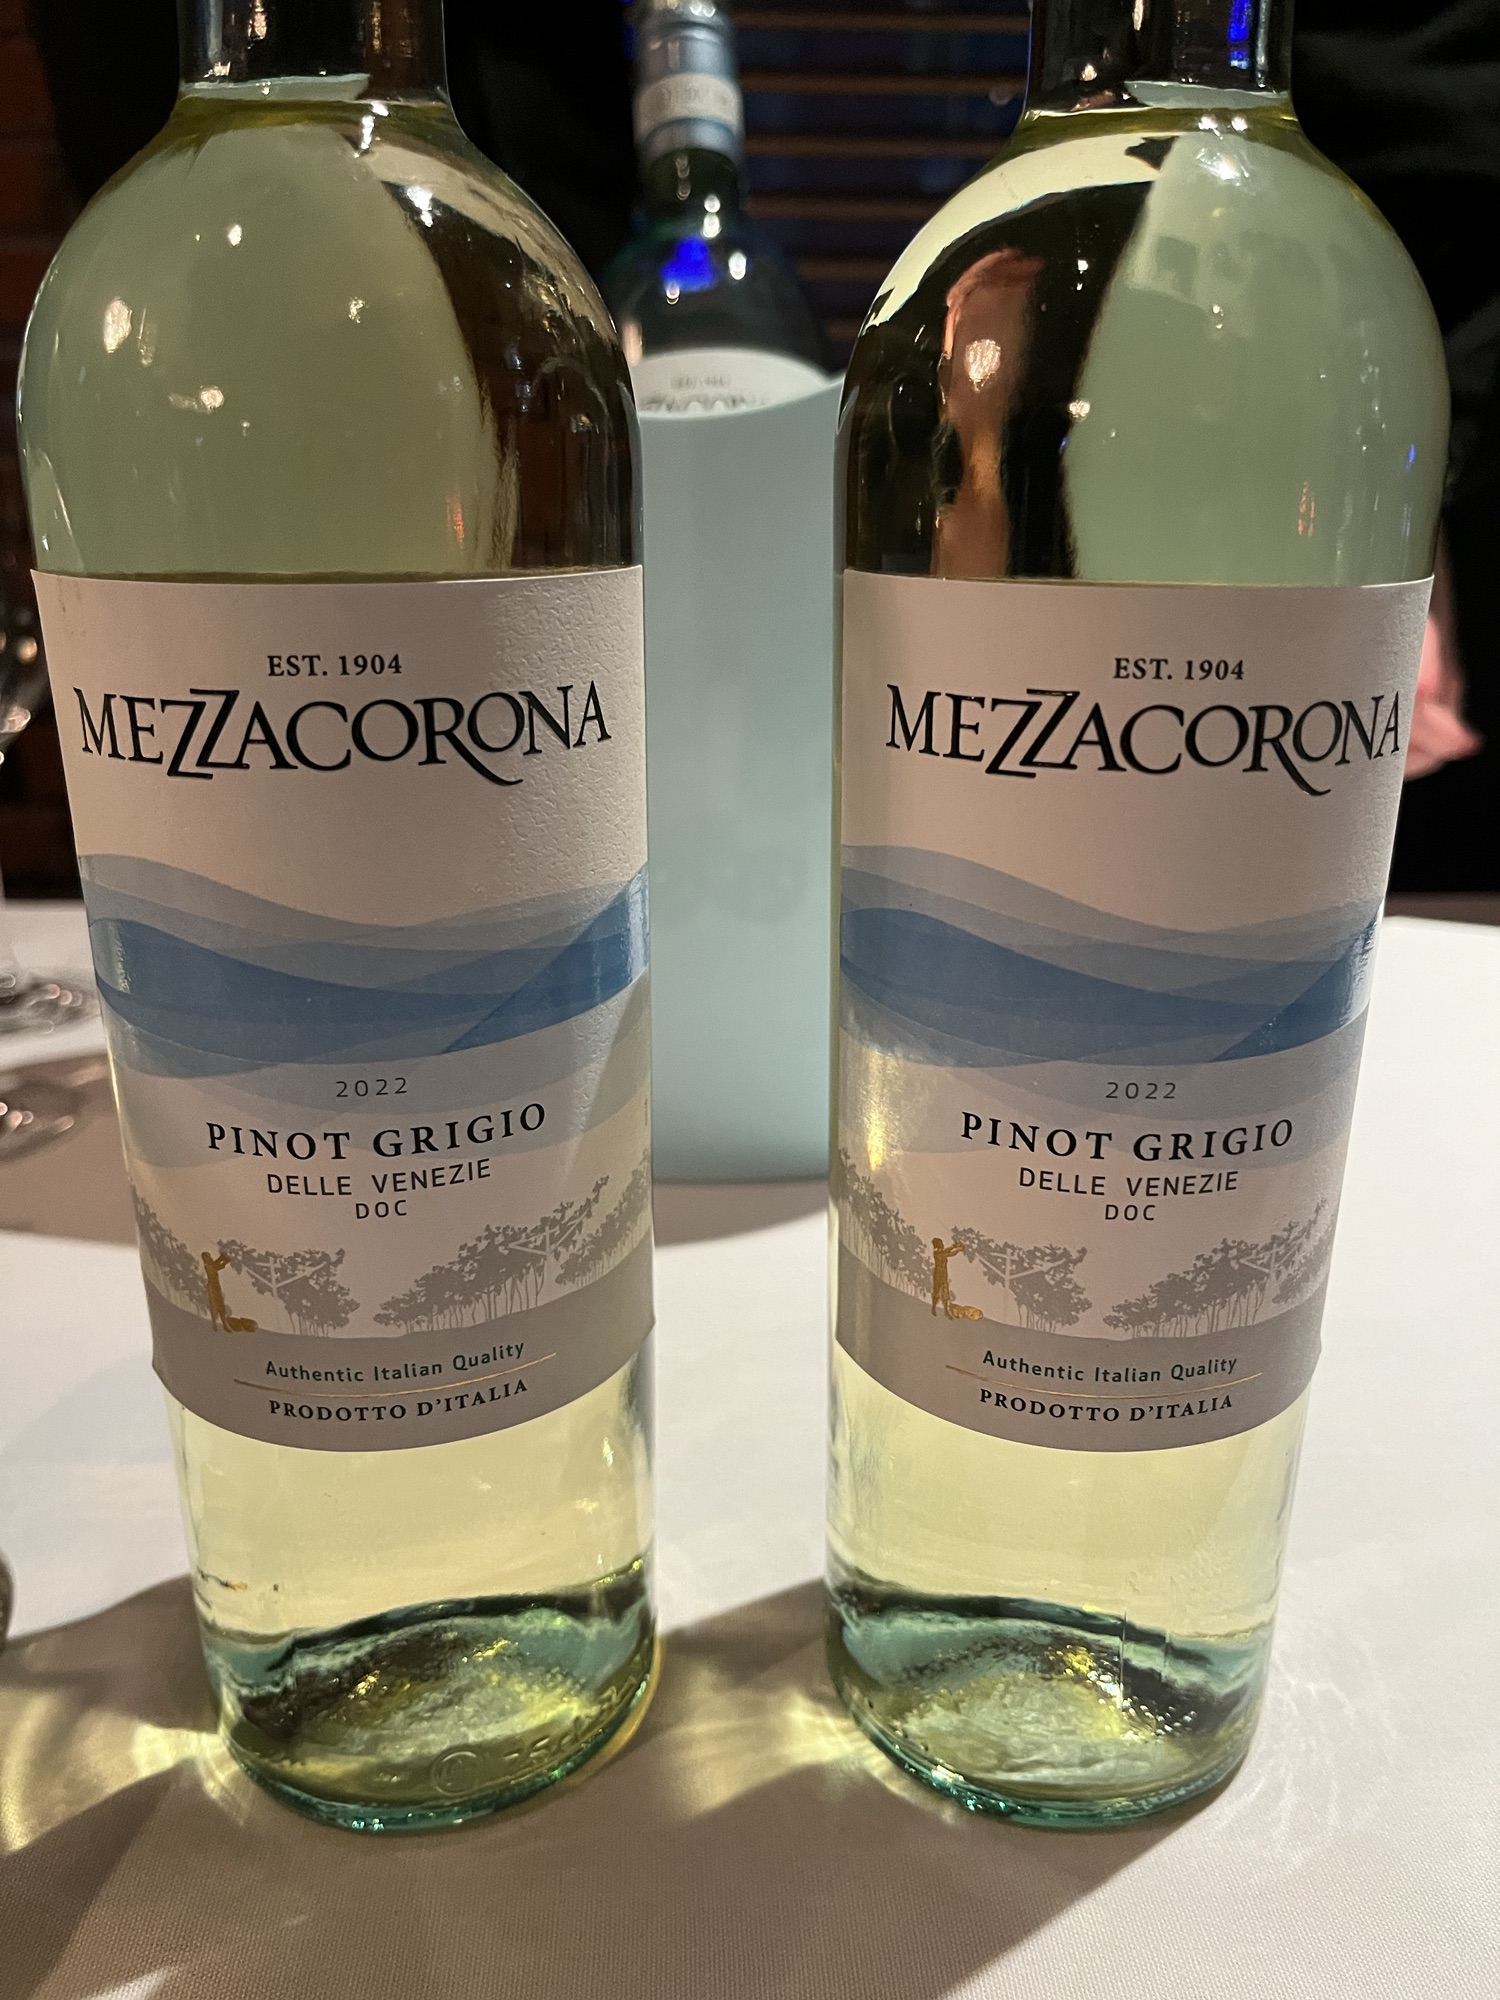 EST. 1904
MEZZACORONA
2022
PINOT GRIGIO
DELLE VENEZIE
DOC
Authentic Italian Quality
PRODOTTO D'ITALIA
EST. 1904
MEZZACORONA
2022
PINOT GRIGIO
DELLE VENEZIE
DOC
Authentic Italian Quality
PRODOTTO D'ITALIA